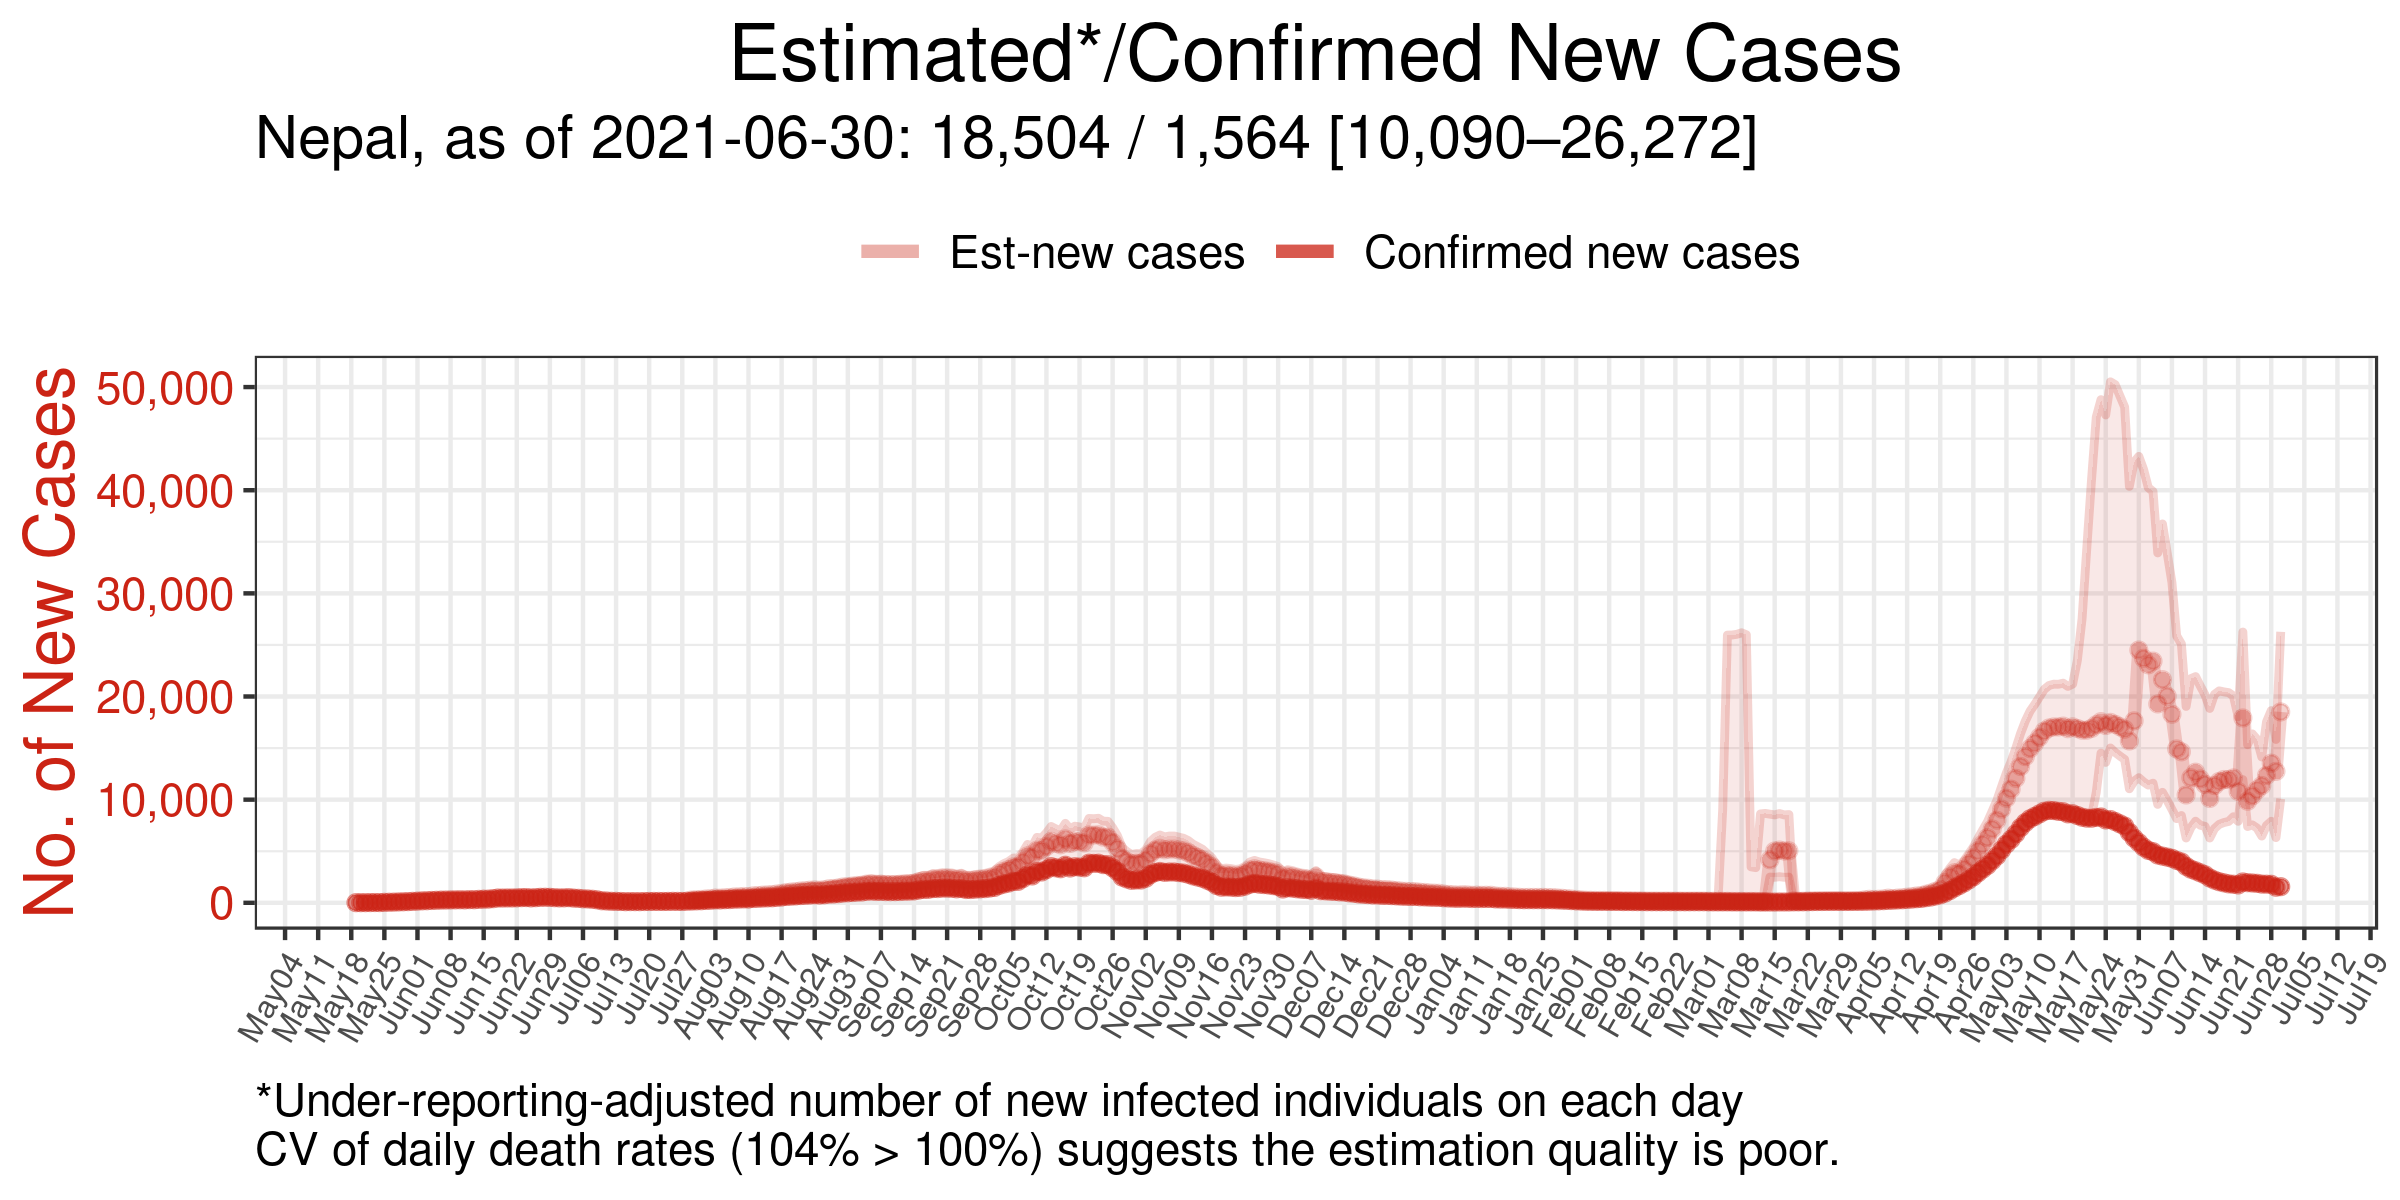 Estimated*/Confirmed New Cases
Nepal, as of 2021-06-30: 18,504 / 1,564 [10,090–26,272]
Est-new cases
Confirmed new cases
No. of New Cases
50,000
40,000
30,000
20,000
10,000
0
May04
May11
May18
May25
Jun01
Jun08
Jun15
Jun22
Jun29
Jul06
Jul13
Jul20
Jul27
Aug03
Aug10
Aug17
Aug24
Aug31
Sep07
Sep14
Sep21
Sep28
Oct05
Oct12
Oct19
Oct26
Nov02
Nov09
Nov16
Nov23
Nov30
Dec07
Dec14
Dec21
Dec28
Jan04
Jan11
Jan18
Jan25
Feb01
Feb08
Feb15
Feb22
Mar01
Mar08
Mar15
Mar22
Mar29
Apr05
Apr12
Apr19
Apr26
May03
May10
May17
May24
May31
Jun07
Jun14
Jun21
Jun28
Jul05
Jul12
Jul19
*Under-reporting-adjusted number of new infected individuals on each day
CV of daily death rates (104% > 100%) suggests the estimation quality is poor.